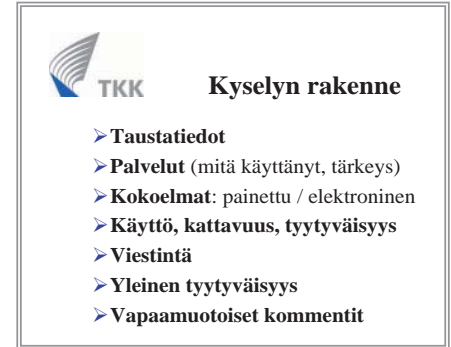 TKK
Kyselyn rakenne
➢Taustatiedot
➢Palvelut (mitä käyttänyt, tärkeys)
➢Kokoelmat: painettu / elektroninen
➢Käyttö, kattavuus, tyytyväisyys
➢Viestintä
➢Yleinen tyytyväisyys
➢Vapaamuotoiset kommentit